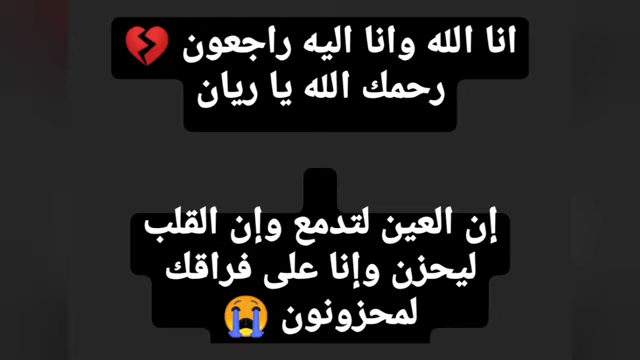 انا الله وانا اليه راجعون 💔
رحمك الله يا ريان
إن العين لتدمع وإن القلب
ليحزن وإنا على فراقك
لمحزونون 😭